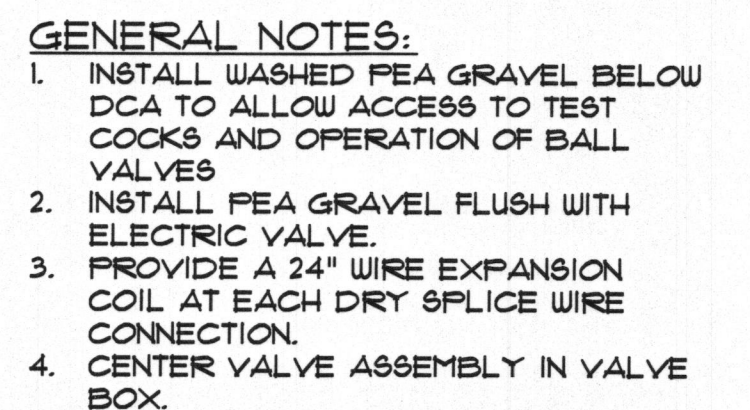 GENERAL NOTES:
1. INSTALL WASHED PEA GRAVEL BELOW
DCA TO ALLOW ACCESS TO TEST
COCKS AND OPERATION OF BALL
VALVES
2. INSTALL PEA GRAVEL FLUSH WITH
ELECTRIC VALVE.
3. PROVIDE A 24" WIRE EXPANSION
COIL AT EACH DRY SPLICE WIRE
CONNECTION.
4. CENTER VALVE ASSEMBLY IN VALVE
BOX.